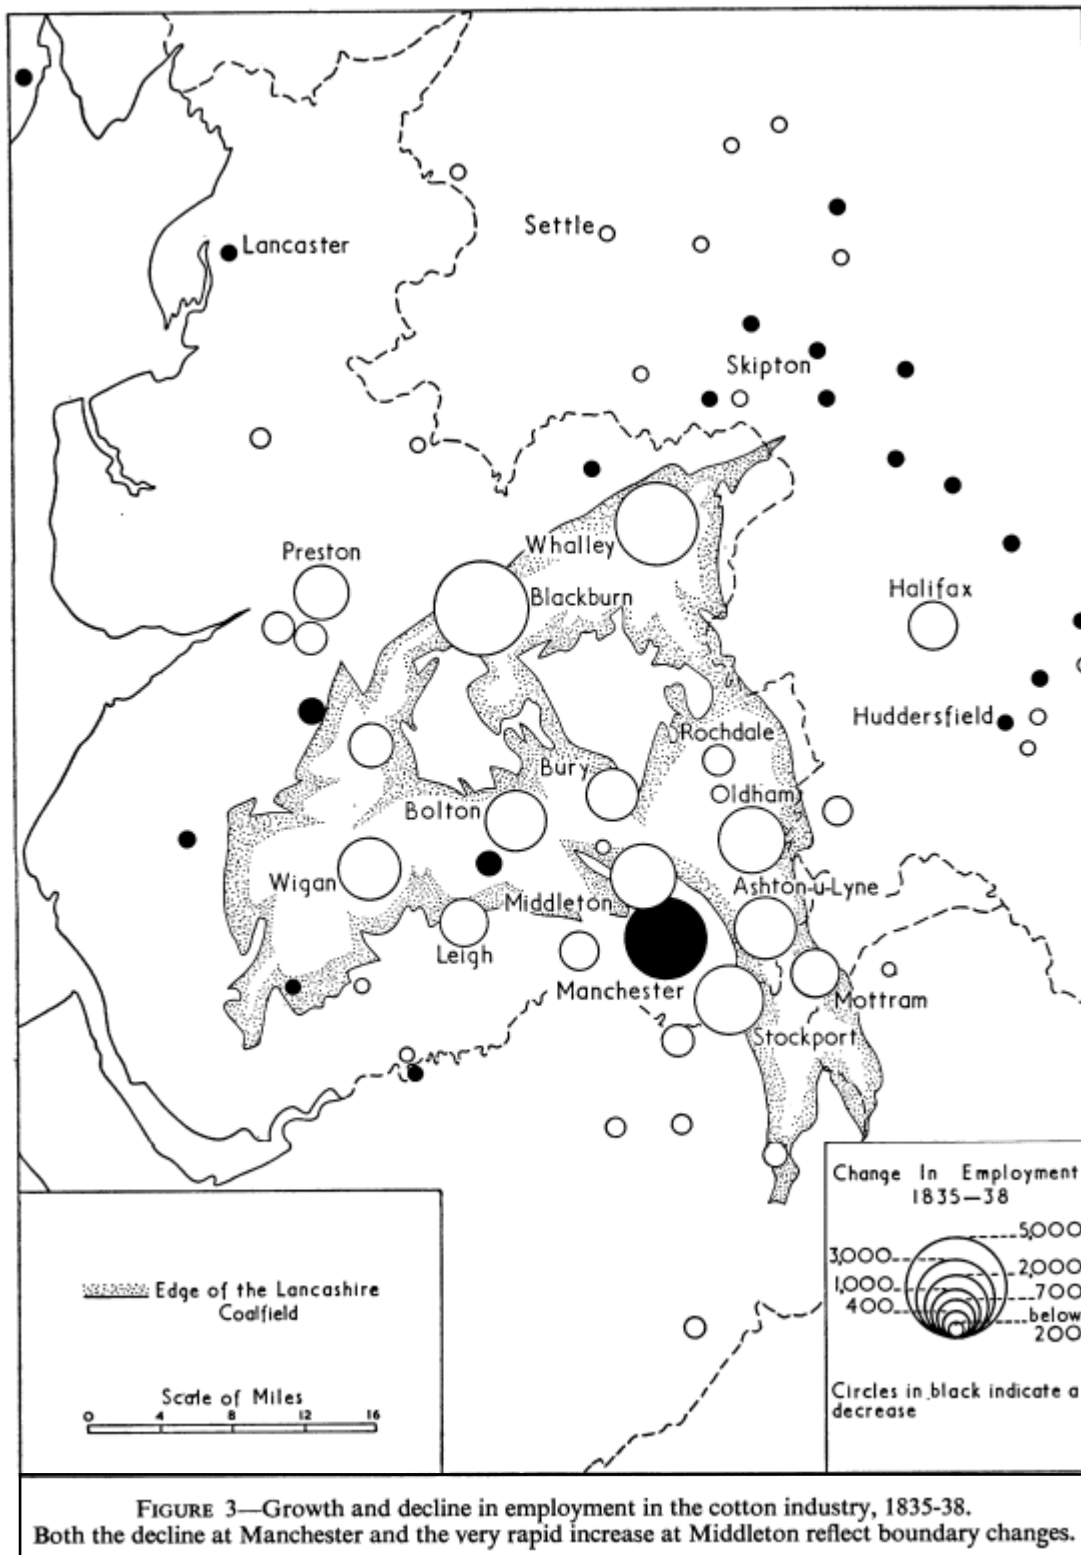 Settle
Lancaster
Skipton
Whalley
Preston
Blackburn
Halifax
Huddersfield
Rochdale
Bury
Oldham
Bolton
Wigan
Ashton-u-Lyne
Middleton
Leigh
Manchester
Mottram
Stockport
Edge of the Lancashire
Coalfield
Scale of Miles
0 4 8 12 16
Change In Employment
1835—38
5,000
3,000
2,000
1,000
700
400
below
200
Circles in black indicate a
decrease
FIGURE 3—Growth and decline in employment in the cotton industry, 1835-38.
Both the decline at Manchester and the very rapid increase at Middleton reflect boundary changes.